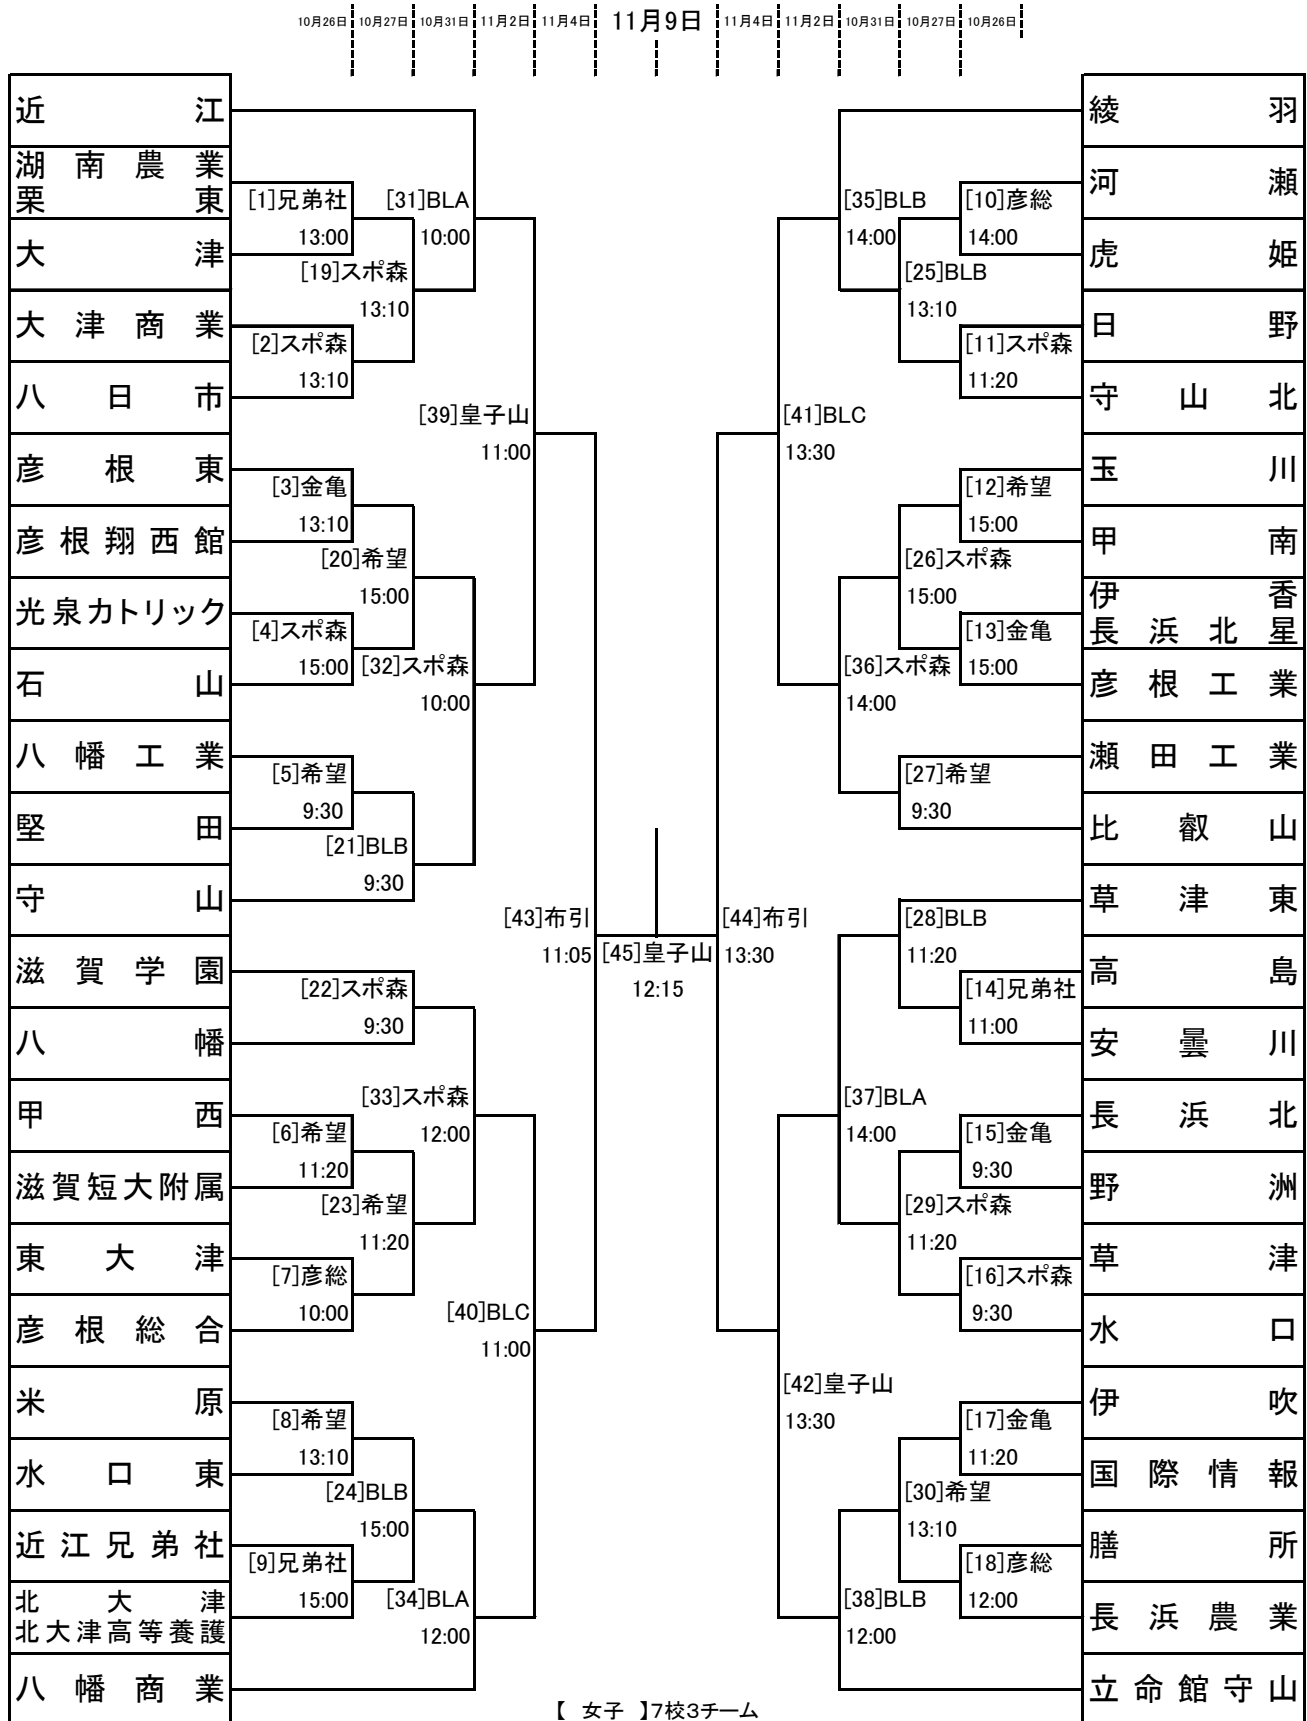 10月26日 10月27日 10月31日 11月2日 11月4日 11月9日 11月4日 11月2日 10月31日 10月27日 10月26日
近江
湖南農業
栗東
大津
大津商業
八日市
彦根東
彦根翔西館
光泉カトリック
石山
八幡工業
堅田
守山
滋賀学園
八幡
甲西
滋賀短大附属
東大津
彦根総合
米原
水口東
近江兄弟社
北大津
北大津高等養護
八幡商業
[1]兄弟社
13:00
[2]スポ森
13:10
[3]金亀
13:10
[4]スポ森
15:00
[5]希望
9:30
[6]希望
11:20
[7]彦総
10:00
[8]希望
13:10
[9]兄弟社
15:00
[19]スポ森
13:10
[20]希望
15:00
[21]BLB
9:30
[22]スポ森
9:30
[23]希望
11:20
[24]BLB
15:00
[31]BLA
10:00
[32]スポ森
10:00
[33]スポ森
12:00
[34]BLA
12:00
[39]皇子山
11:00
[40]BLC
11:00
[43]布引
11:05
[45]皇子山
12:15
[44]布引
13:30
[41]BLC
13:30
[42]皇子山
13:30
[35]BLB
14:00
[36]スポ森
14:00
[37]BLA
14:00
[38]BLB
12:00
[25]BLB
13:10
[26]スポ森
15:00
[27]希望
9:30
[28]BLB
11:20
[29]スポ森
11:20
[30]希望
13:10
[10]彦総
14:00
[11]スポ森
11:20
[12]希望
15:00
[13]金亀
15:00
[14]兄弟社
11:00
[15]金亀
9:30
[16]スポ森
9:30
[17]金亀
11:20
[18]彦総
12:00
綾羽
河瀬
虎姫
日野
守山北
玉川
甲南
伊香
長浜北星
彦根工業
瀬田工業
比叡山
草津東
高島
安曇川
長浜北
野洲
草津
水口
伊吹
国際情報
膳所
長浜農業
立命館守山
【 女子 】7校3チーム